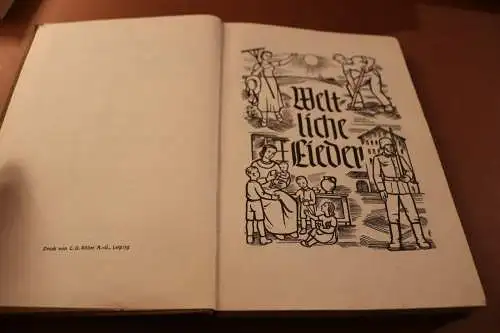 Druck von C. G. Röder A.-G., Leipzig
Welt-
liche
Lieder